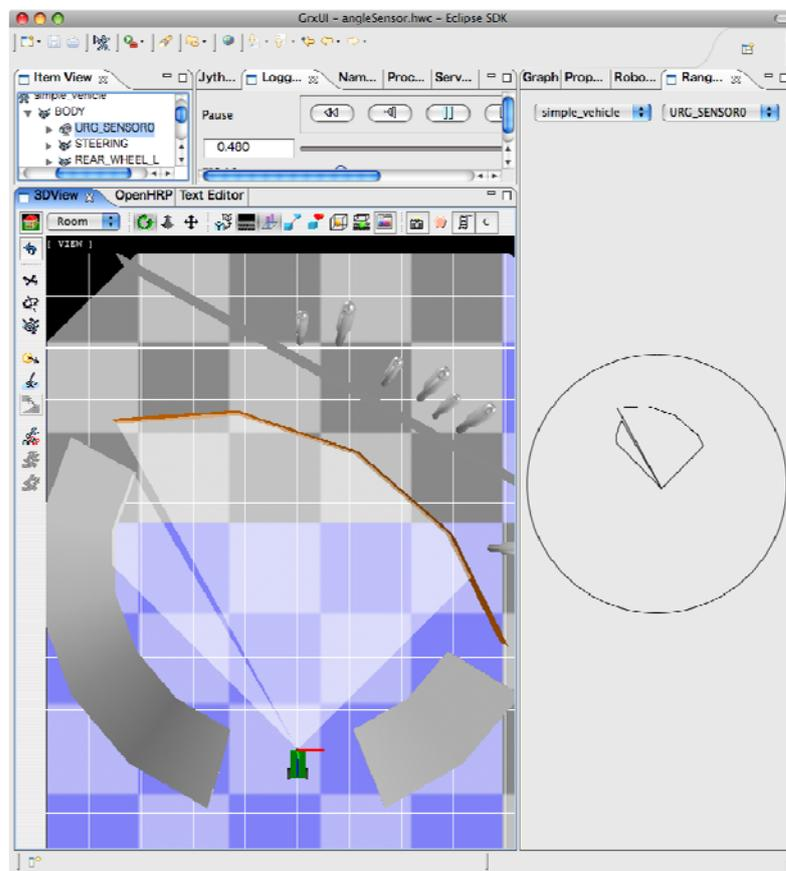 GrxUI - angleSensor.hwc - Eclipse SDK
Item View
Jyth... Logg... Nam... Proc... Serv...
Graph Prop... Robo... Rang...
simple_vehicle
BODY
URG_SENSOR0
STEERING
REAR_WHEEL_L
Pause
0.480
simple_vehicle URG_SENSOR0
3DView OpenHRP Text Editor
Room
[ VIEW ]